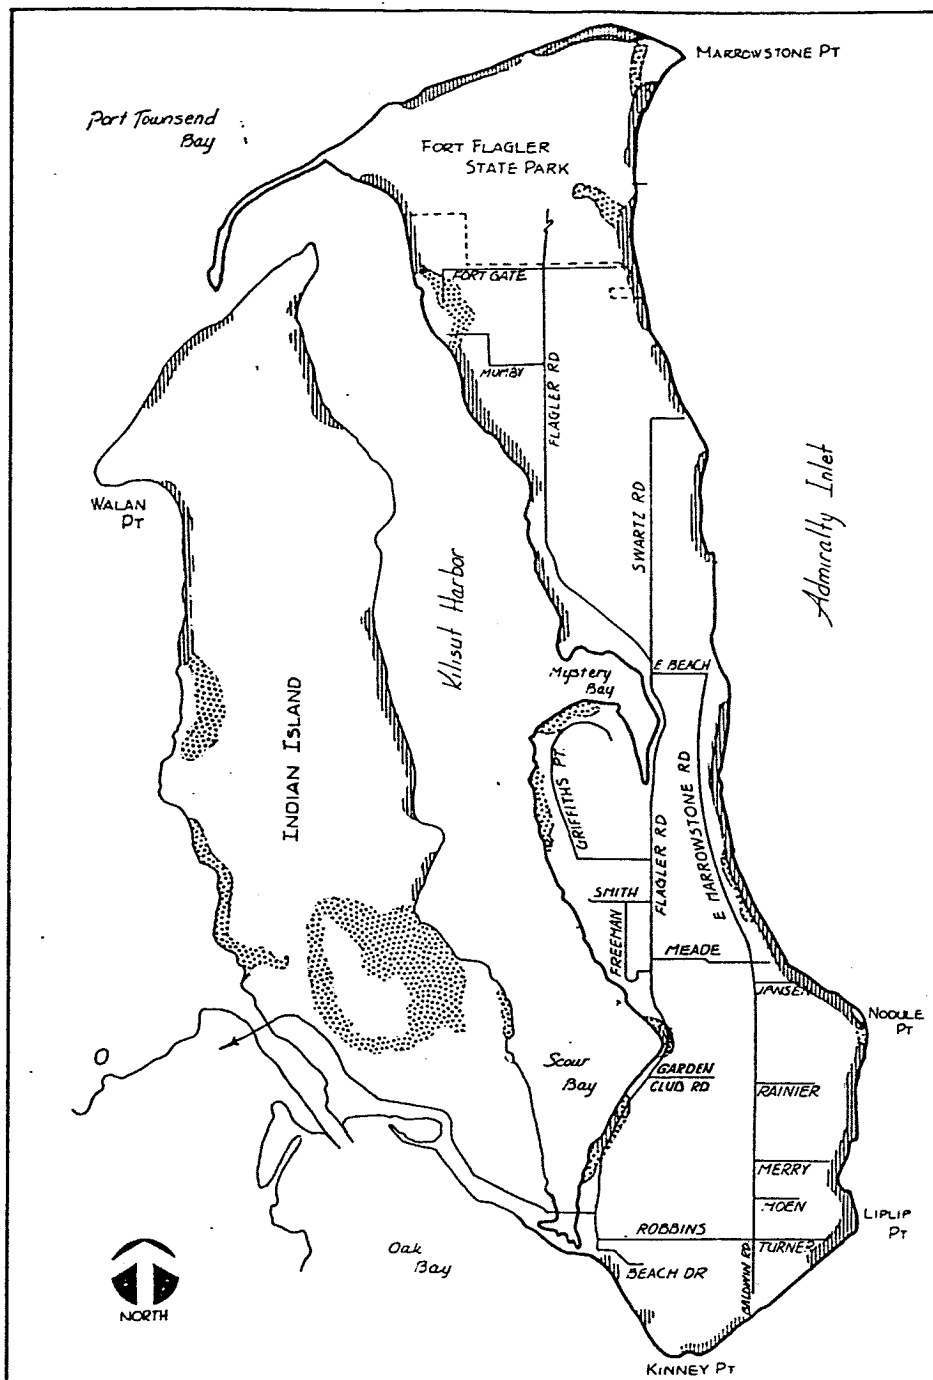 MARROWSTONE PT
Port Townsend
Bay
FORT FLAGLER
STATE PARK
FORT GATE
MUMBY
FLAGLER RD
SWARTZ RD
WALAN
PT
Admiralty Inlet
Kilisut Harbor
E BEACH
Mystery
Bay
INDIAN ISLAND
GRIFFITHS PT.
E MARROWSTONE RD
FLAGLER RD
SMITH
FREEMAN
MEADE
JANSEN
NODULE
PT
Scow
Bay
GARDEN
CLUB RD
RAINIER
MERRY
MOEN
LIPLIP
PT
ROBBINS
TURNER
Oak
Bay
BEACH DR
BALDWIN RD
NORTH
KINNEY PT